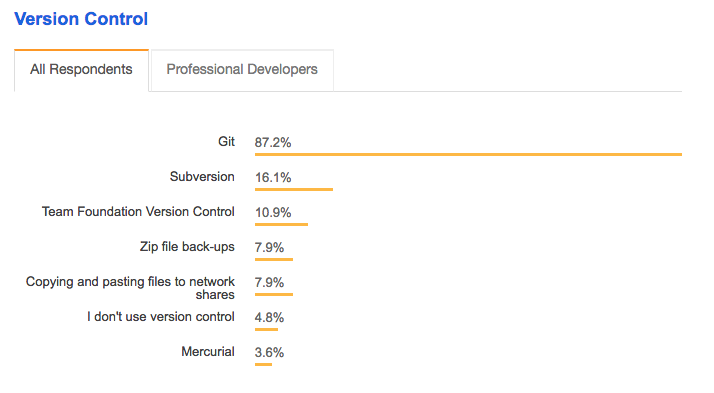 Version Control
All Respondents
Professional Developers
Git 87.2%
Subversion 16.1%
Team Foundation Version Control 10.9%
Zip file back-ups 7.9%
Copying and pasting files to network 7.9%
shares
I don't use version control 4.8%
Mercurial 3.6%